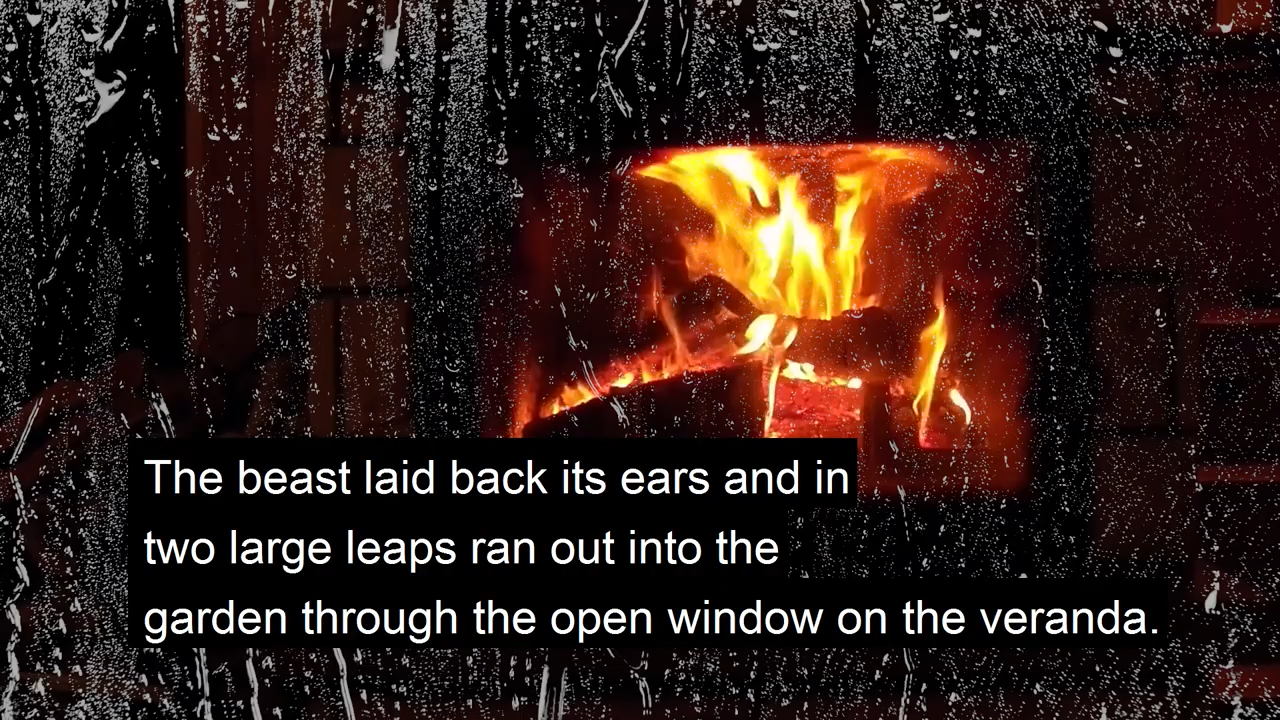 The beast laid back its ears and in
two large leaps ran out into the
garden through the open window on the veranda.